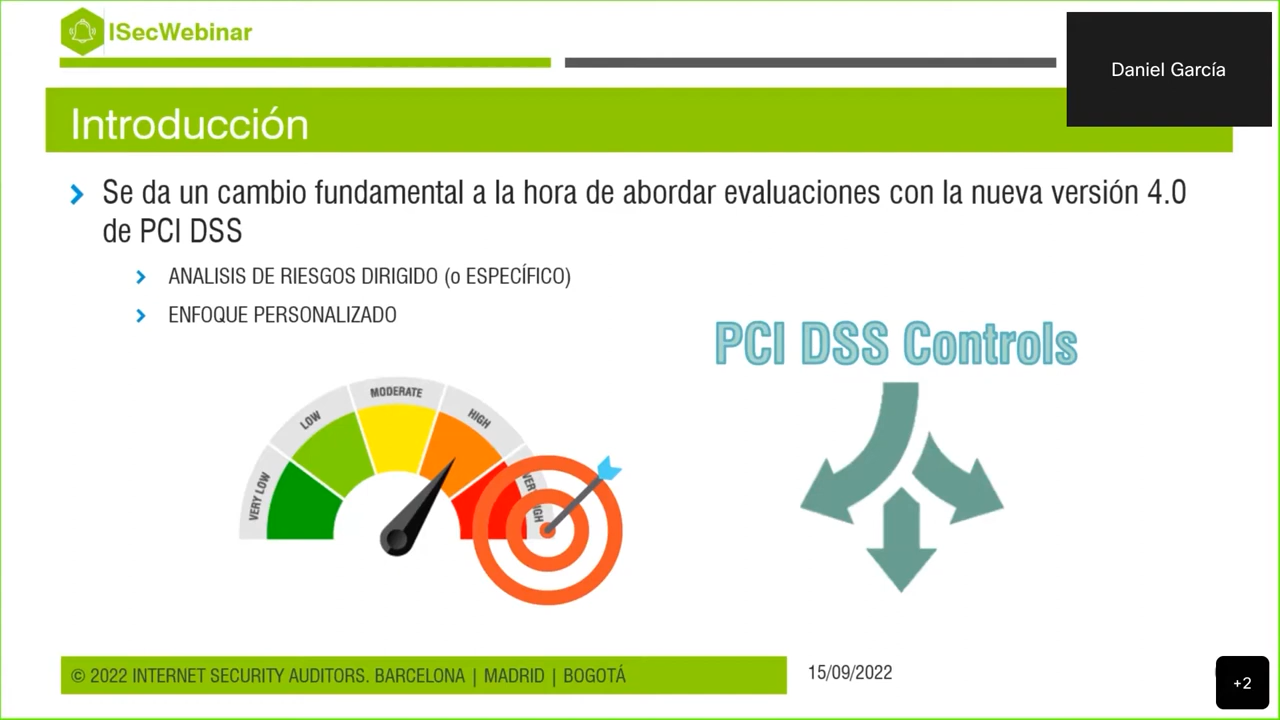 ISecWebinar
Daniel García
Introducción
Se da un cambio fundamental a la hora de abordar evaluaciones con la nueva versión 4.0
de PCI DSS
ANALISIS DE RIESGOS DIRIGIDO (o ESPECÍFICO)
ENFOQUE PERSONALIZADO
PCI DSS Controls
VERY LOW
LOW
MODERATE
HIGH
© 2022 INTERNET SECURITY AUDITORS. BARCELONA | MADRID | BOGOTÁ
15/09/2022
+2